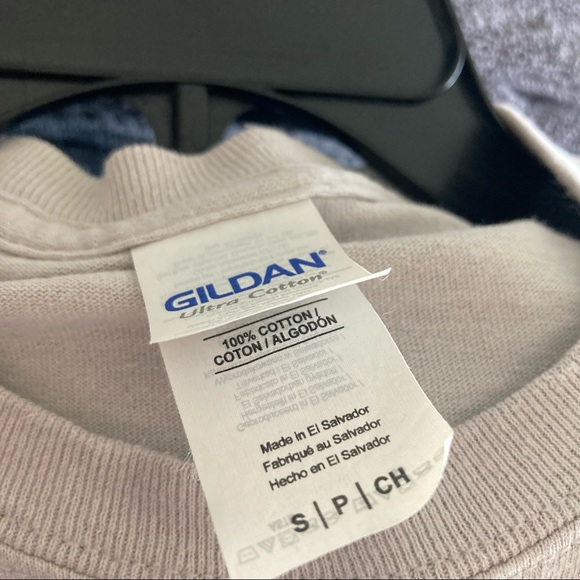 GILDAN®
Ultra Cotton®
100% COTTON /
COTON / ALGODÓN
Made in El Salvador
Fabriqué au Salvador
Hecho en El Salvador
S | P | CH